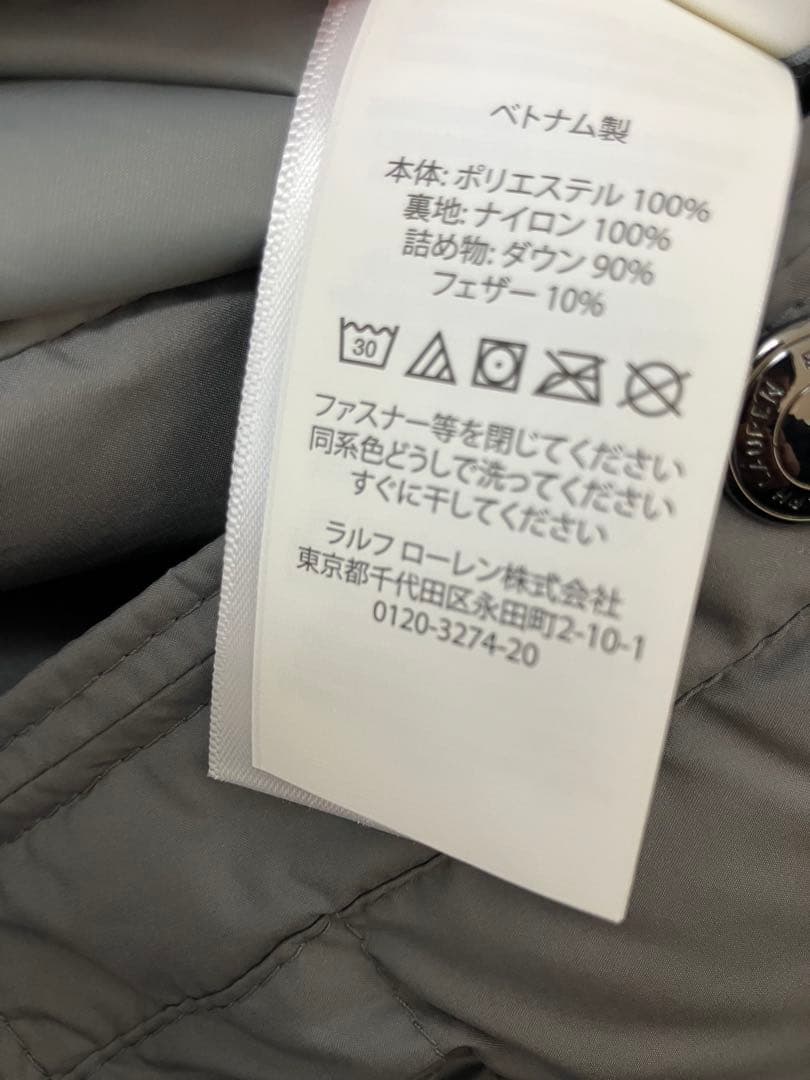 ベトナム製
本体: ポリエステル 100%
裏地: ナイロン 100%
詰め物: ダウン 90%
フェザー 10%
30
ファスナー等を閉じてください
同系色どうしで洗ってください
すぐに干してください
ラルフ ローレン株式会社
東京都千代田区永田町2-10-1
0120-3274-20
LAUREN